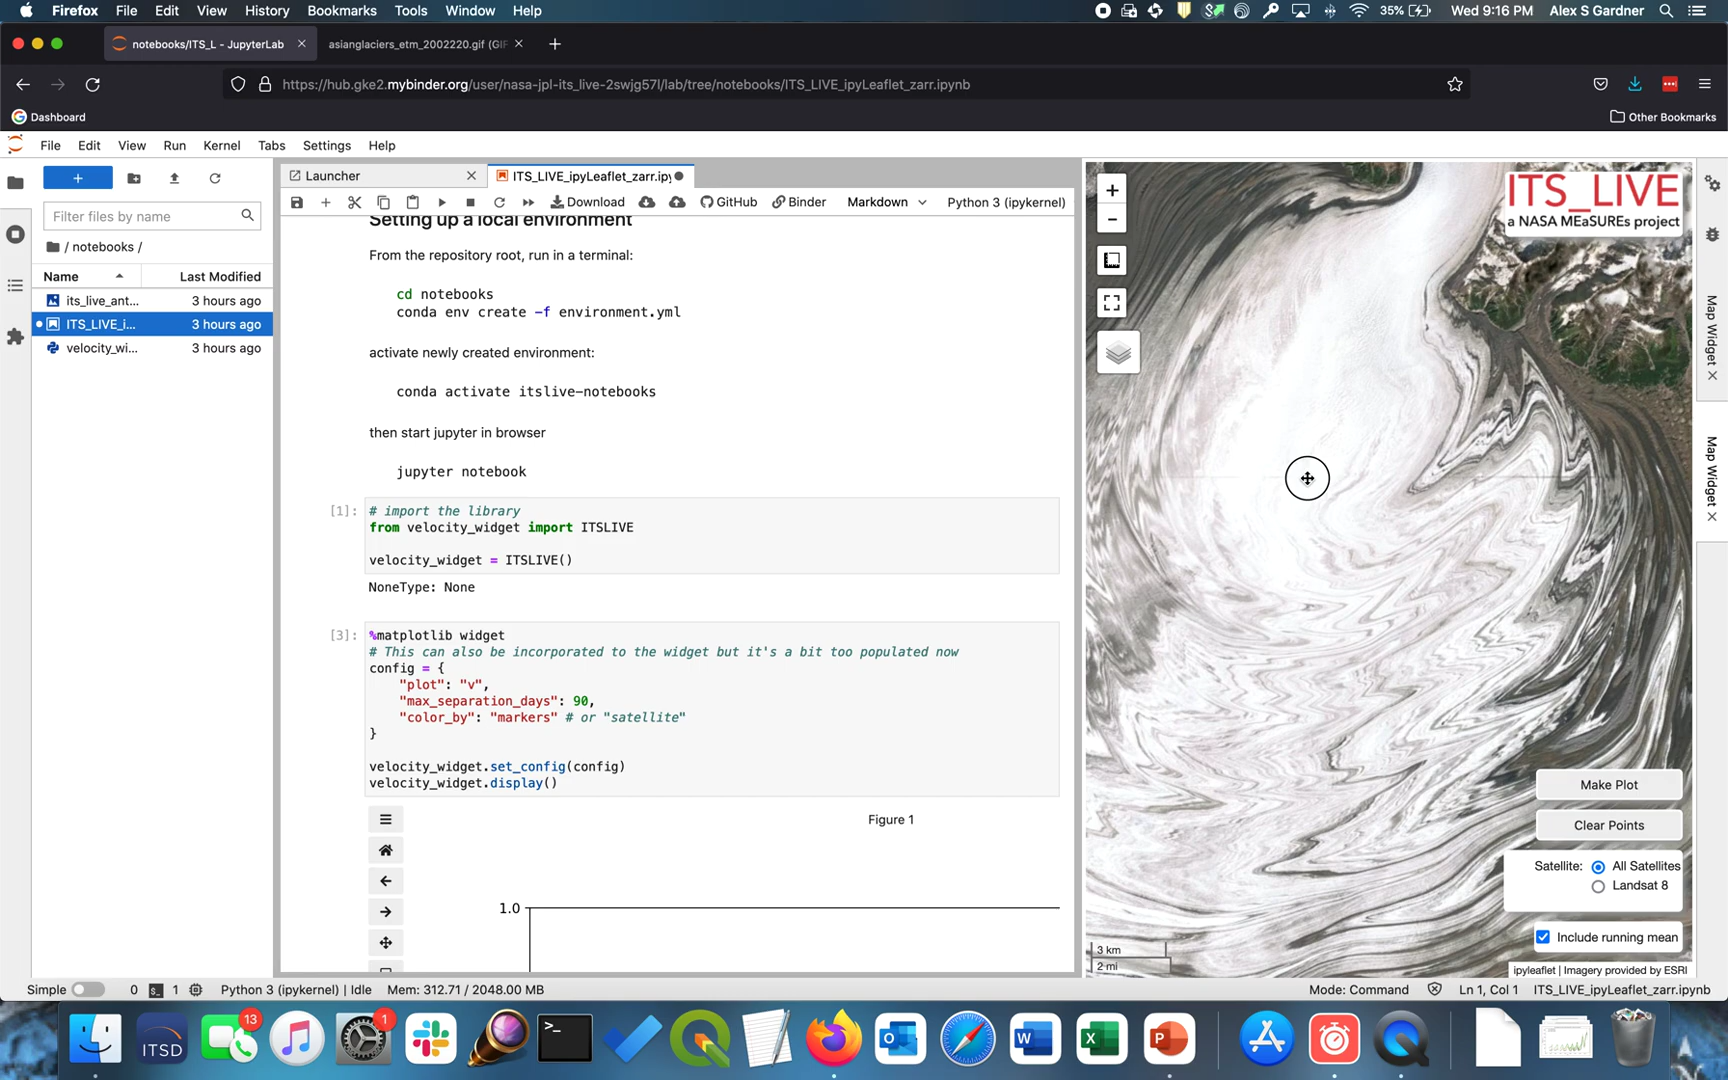 Firefox File Edit View History Bookmarks Tools Window Help 35% Wed 9:16 PM Alex S Gardner
notebooks/ITS_L - JupyterLab asianglaciers_etm_2002220.gif (GIF
https://hub.gke2.mybinder.org/user/nasa-jpl-its_live-2swjg57l/lab/tree/notebooks/ITS_LIVE_ipyLeaflet_zarr.ipynb
Dashboard Other Bookmarks
File Edit View Run Kernel Tabs Settings Help
Launcher ITS_LIVE_ipyLeaflet_zarr.ipy
Download GitHub Binder Markdown Python 3 (ipykernel)
Filter files by name
/ notebooks /
Name Last Modified
its_live_ant... 3 hours ago
ITS_LIVE_i... 3 hours ago
velocity_wi... 3 hours ago
Setting up a local environment
From the repository root, run in a terminal:
cd notebooks
conda env create -f environment.yml
activate newly created environment:
conda activate itslive-notebooks
then start jupyter in browser
jupyter notebook
[1]: # import the library
from velocity_widget import ITSLIVE
velocity_widget = ITSLIVE()
NoneType: None
[3]: %matplotlib widget
# This can also be incorporated to the widget but it's a bit too populated now
config = {
"plot": "v",
"max_separation_days": 90,
"color_by": "markers" # or "satellite"
}
velocity_widget.set_config(config)
velocity_widget.display()
Figure 1
1.0
+
−
ITS_LIVE
a NASA MEaSUREs project
Map Widget
Map Widget
Make Plot
Clear Points
Satellite: All Satellites
Landsat 8
Include running mean
3 km
2 mi
ipyleaflet | Imagery provided by ESRI
Simple 0 1 Python 3 (ipykernel) | Idle Mem: 312.71 / 2048.00 MB Mode: Command Ln 1, Col 1 ITS_LIVE_ipyLeaflet_zarr.ipynb
ITSD 13 1